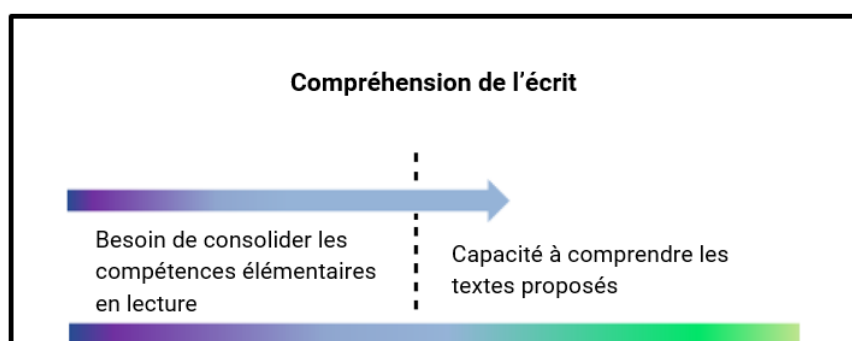 Compréhension de l’écrit
Besoin de consolider les
compétences élémentaires
en lecture
Capacité à comprendre les
textes proposés